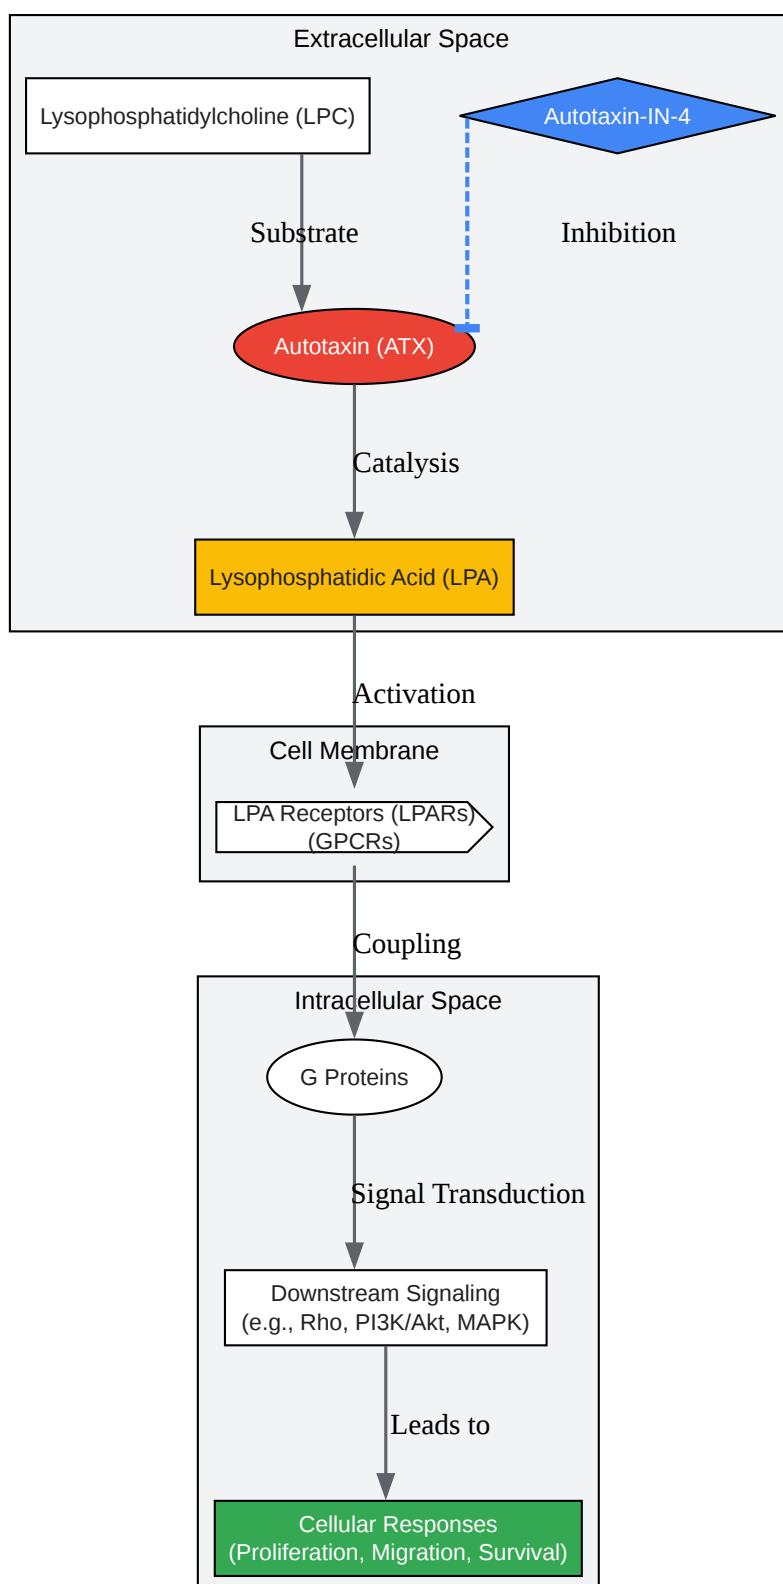 Extracellular Space
Lysophosphatidylcholine (LPC)
Autotaxin-IN-4
Substrate
Inhibition
Autotaxin (ATX)
Catalysis
Lysophosphatidic Acid (LPA)
Activation
Cell Membrane
LPA Receptors (LPARs)
(GPCRs)
Coupling
Intracellular Space
G Proteins
Signal Transduction
Downstream Signaling
(e.g., Rho, PI3K/Akt, MAPK)
Leads to
Cellular Responses
(Proliferation, Migration, Survival)